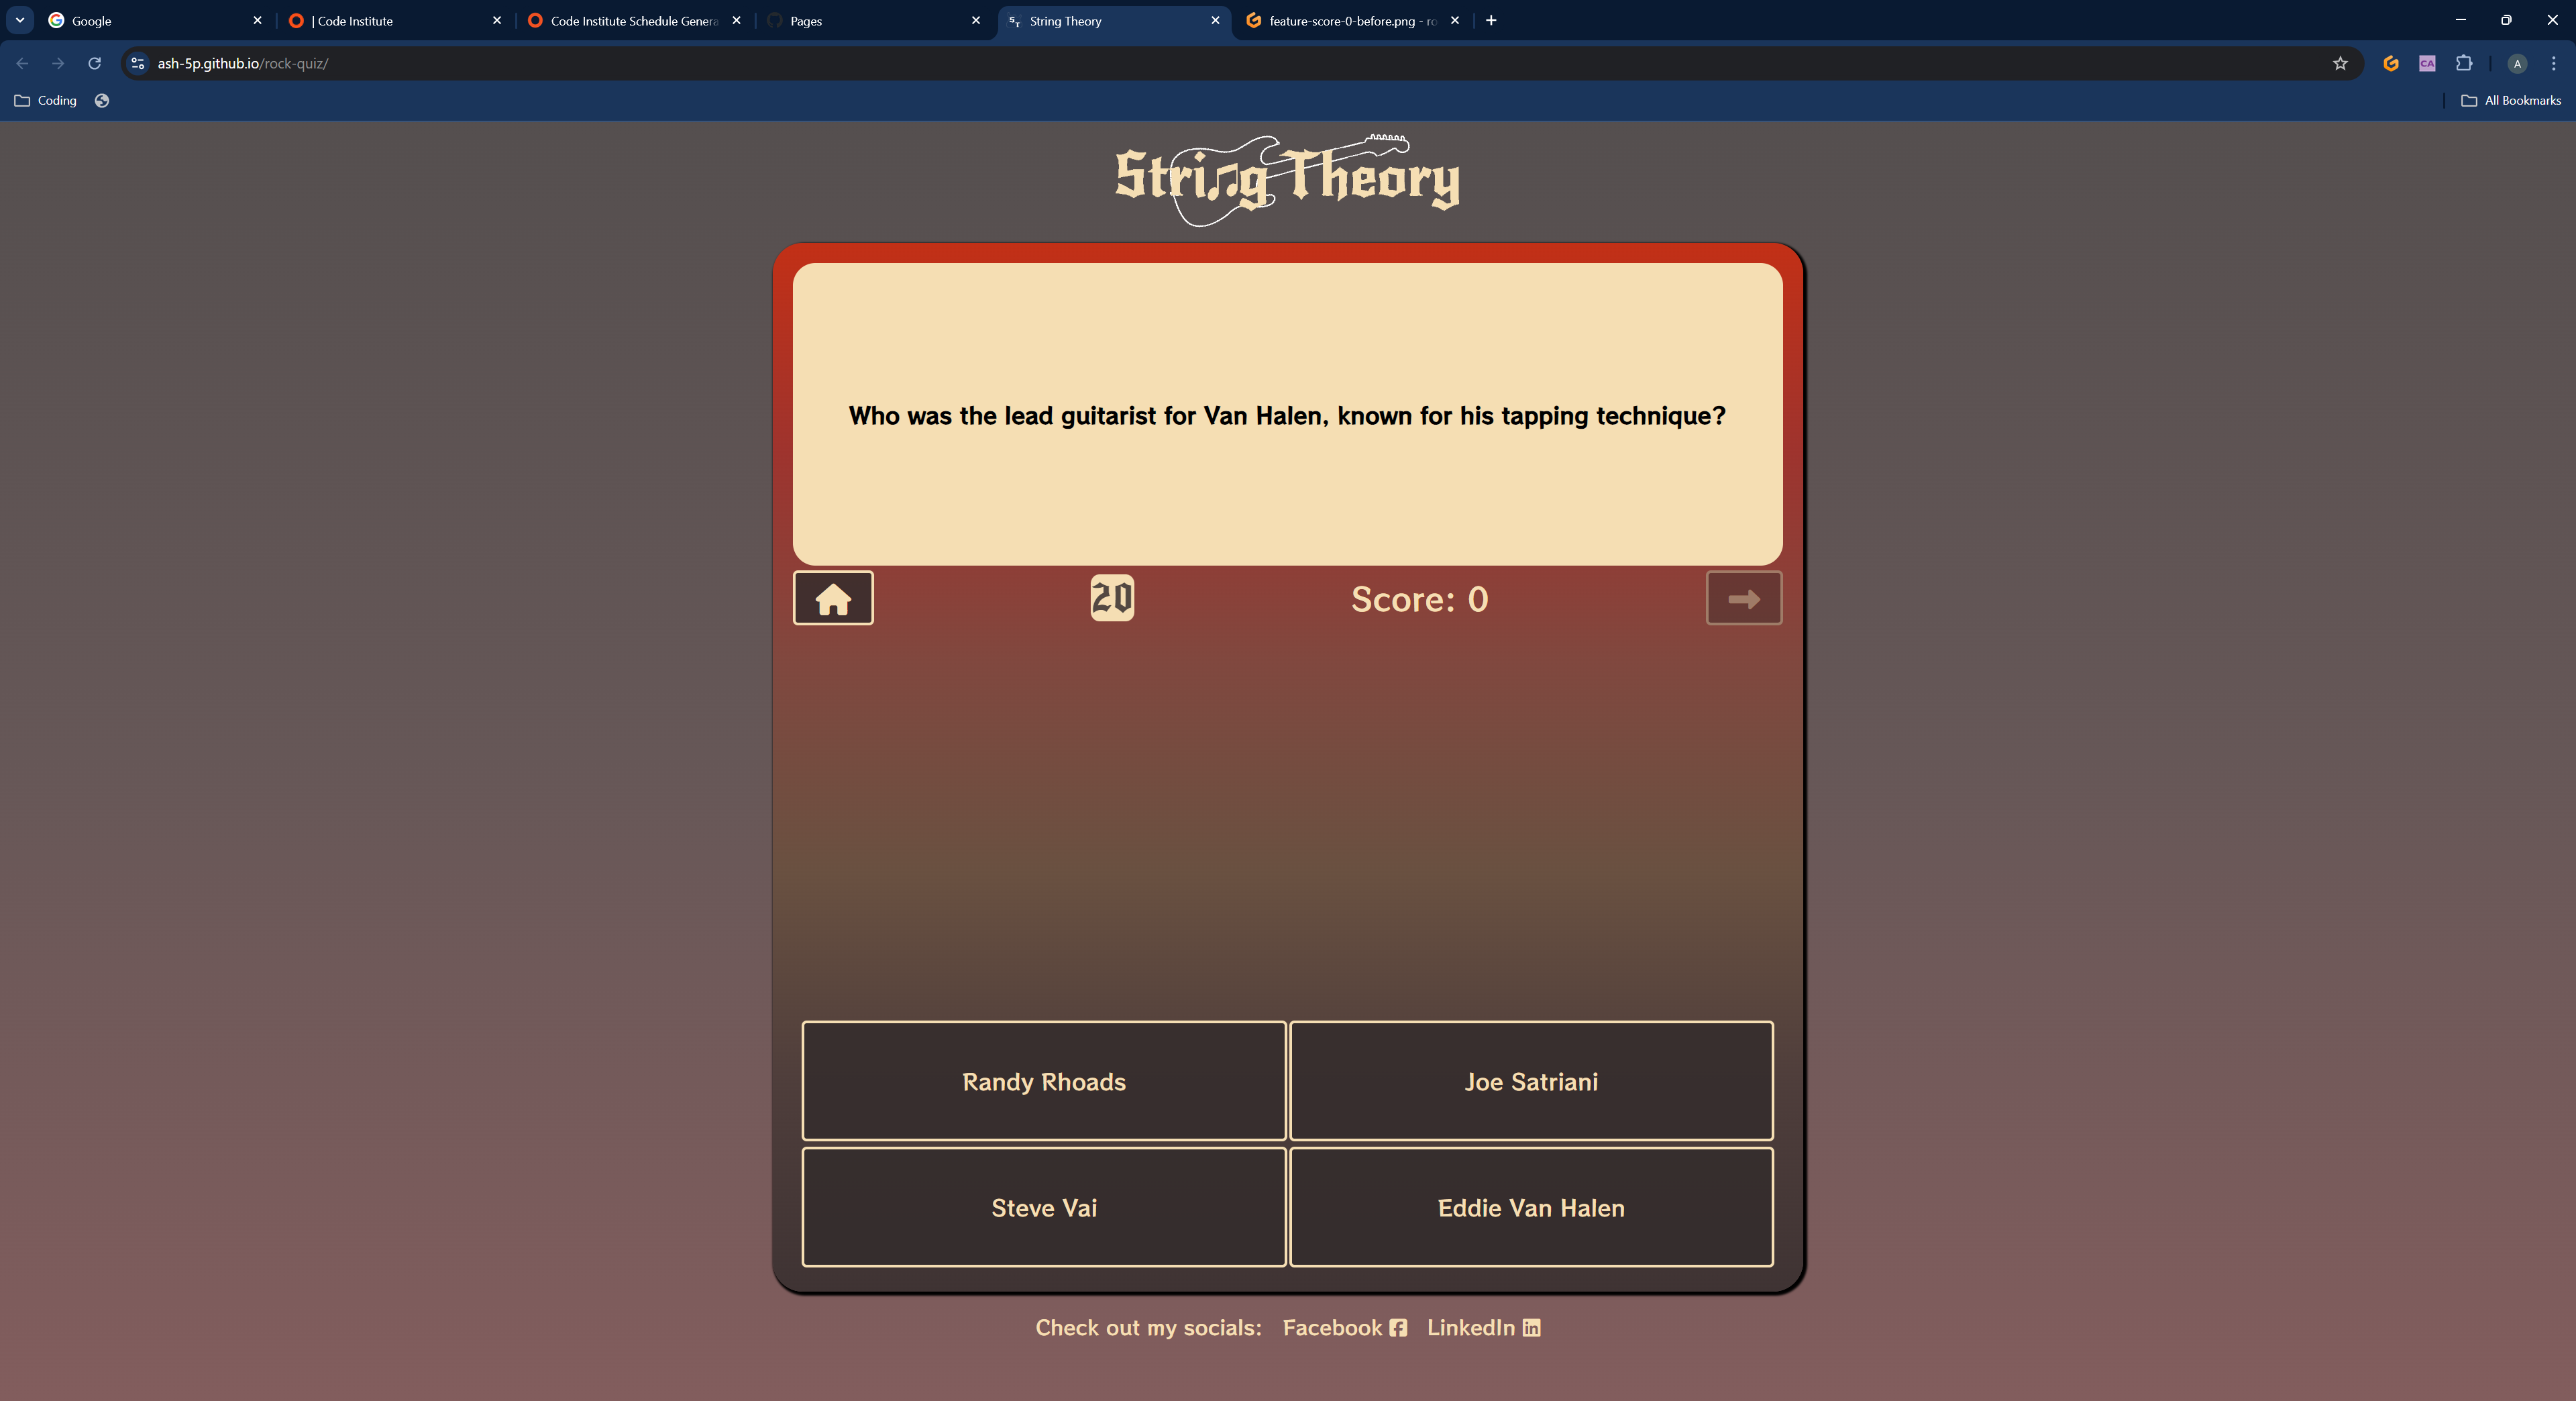 Google
| Code Institute
Code Institute Schedule Genera
Pages
String Theory
feature-score-0-before.png - ro
ash-5p.github.io/rock-quiz/
CA
A
Coding
All Bookmarks
String Theory
Who was the lead guitarist for Van Halen, known for his tapping technique?
20
Score: 0
Randy Rhoads
Joe Satriani
Steve Vai
Eddie Van Halen
Check out my socials: Facebook LinkedIn